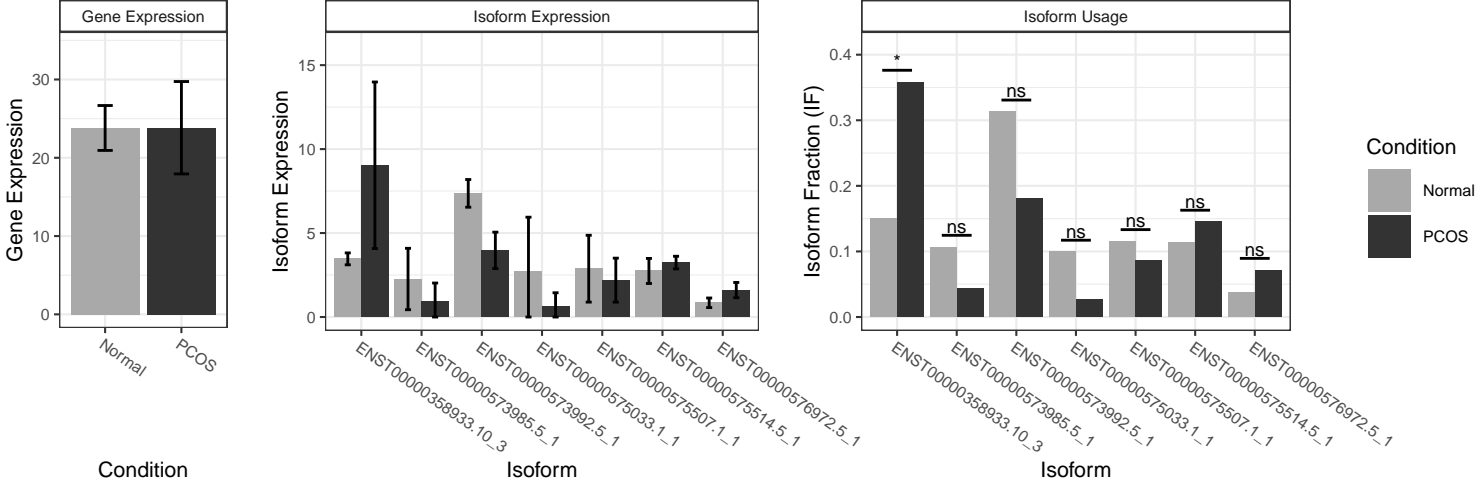 Gene Expression
Gene Expression
30
20
10
0
Normal
PCOS
Condition
Isoform Expression
Isoform Expression
15
10
5
0
ENST00000358933.10_3
ENST00000573985.5_1
ENST00000573992.5_1
ENST00000575033.1_1
ENST00000575507.1_1
ENST00000575514.5_1
ENST00000576972.5_1
Isoform
Isoform Usage
Isoform Fraction (IF)
0.4
0.3
0.2
0.1
0.0
*
ns
ns
ns
ns
ns
ns
ENST00000358933.10_3
ENST00000573985.5_1
ENST00000573992.5_1
ENST00000575033.1_1
ENST00000575507.1_1
ENST00000575514.5_1
ENST00000576972.5_1
Isoform
Condition
Normal
PCOS